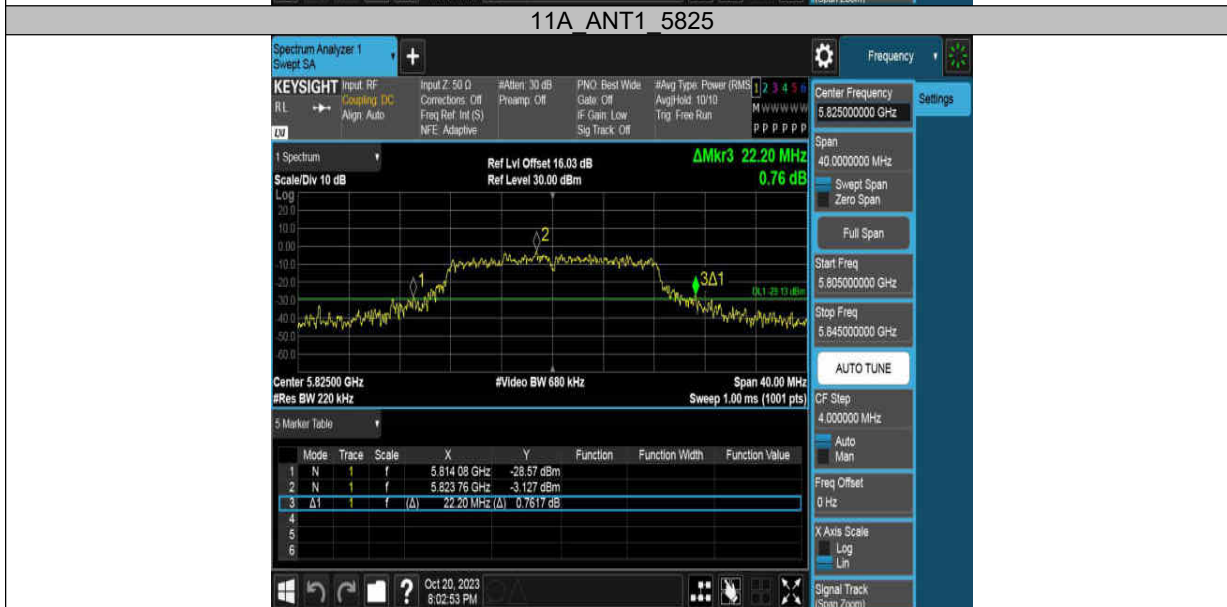 11A_ANT1_5825
Spectrum Analyzer 1
Swept SA
Frequency
KEYSIGHT
RL
LXI
Input: RF
Coupling: DC
Align: Auto
Input Z: 50 Ω
Corrections: Off
Freq Ref: Int (S)
NFE: Adaptive
#Atten: 30 dB
Preamp: Off
PNO: Best Wide
Gate: Off
IF Gain: Low
Sig Track: Off
#Avg Type: Power (RMS
Avg|Hold: 10/10
Trig: Free Run
1 2 3 4 5 6
M W W W W W
P P P P P P
Center Frequency
5.825000000 GHz
Settings
1 Spectrum
Scale/Div 10 dB
Ref Lvl Offset 16.03 dB
Ref Level 30.00 dBm
ΔMkr3 22.20 MHz
0.76 dB
Span
40.0000000 MHz
Swept Span
Zero Span
Full Span
Start Freq
5.805000000 GHz
Stop Freq
5.845000000 GHz
AUTO TUNE
CF Step
4.000000 MHz
Auto
Man
Freq Offset
0 Hz
X Axis Scale
Log
Lin
Signal Track
(Span Zoom)
Log
20.0
10.0
0.00
-10.0
-20.0
-30.0
-40.0
-50.0
-60.0
1
2
3Δ1
DL1 -29.13 dBm
Center 5.82500 GHz
#Video BW 680 kHz
Span 40.00 MHz
#Res BW 220 kHz
Sweep 1.00 ms (1001 pts)
5 Marker Table
Mode Trace Scale X Y Function Function Width Function Value
1 N 1 f 5.814 08 GHz -28.57 dBm
2 N 1 f 5.823 76 GHz -3.127 dBm
3 Δ1 1 f (Δ) 22.20 MHz (Δ) 0.7617 dB
4
5
6
?
Oct 20, 2023
8:02:53 PM